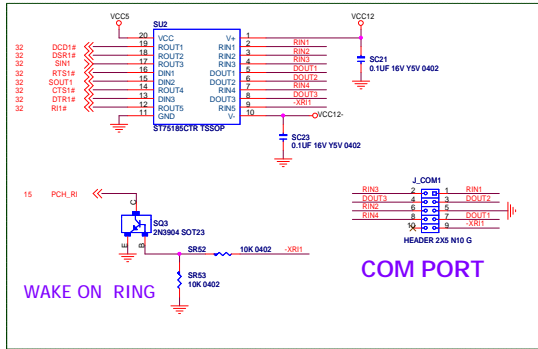 VCC5
VCC12
SU2
20 VCC V+ 1
32 DCD1# 19 ROUT1 RIN1 2 RIN1
32 DSR1# 18 ROUT2 RIN2 3 RIN2
32 SIN1 17 ROUT3 RIN3 4 RIN3
32 RTS1# 16 DIN1 DOUT1 5 DOUT1
32 SOUT1 15 DIN2 DOUT2 6 DOUT2
32 CTS1# 14 ROUT4 RIN4 7 RIN4
32 DTR1# 13 DIN3 DOUT3 8 DOUT3
32 RI1# 12 ROUT5 RIN5 9 -XRI1
11 GND V- 10
VCC12-
ST75185CTR TSSOP
SC21
0.1UF 16V Y5V 0402
SC23
0.1UF 16V Y5V 0402
15 PCH_RI
C
SQ3
2N3904 SOT23
E B
SR52 10K 0402 -XRI1
SR53
10K 0402
WAKE ON RING
J_COM1
RIN3 2 1 RIN1
DOUT3 4 3 DOUT2
RIN2 6 5
RIN4 8 7 DOUT1
10 9 -XRI1
HEADER 2X5 N10 G
COM PORT